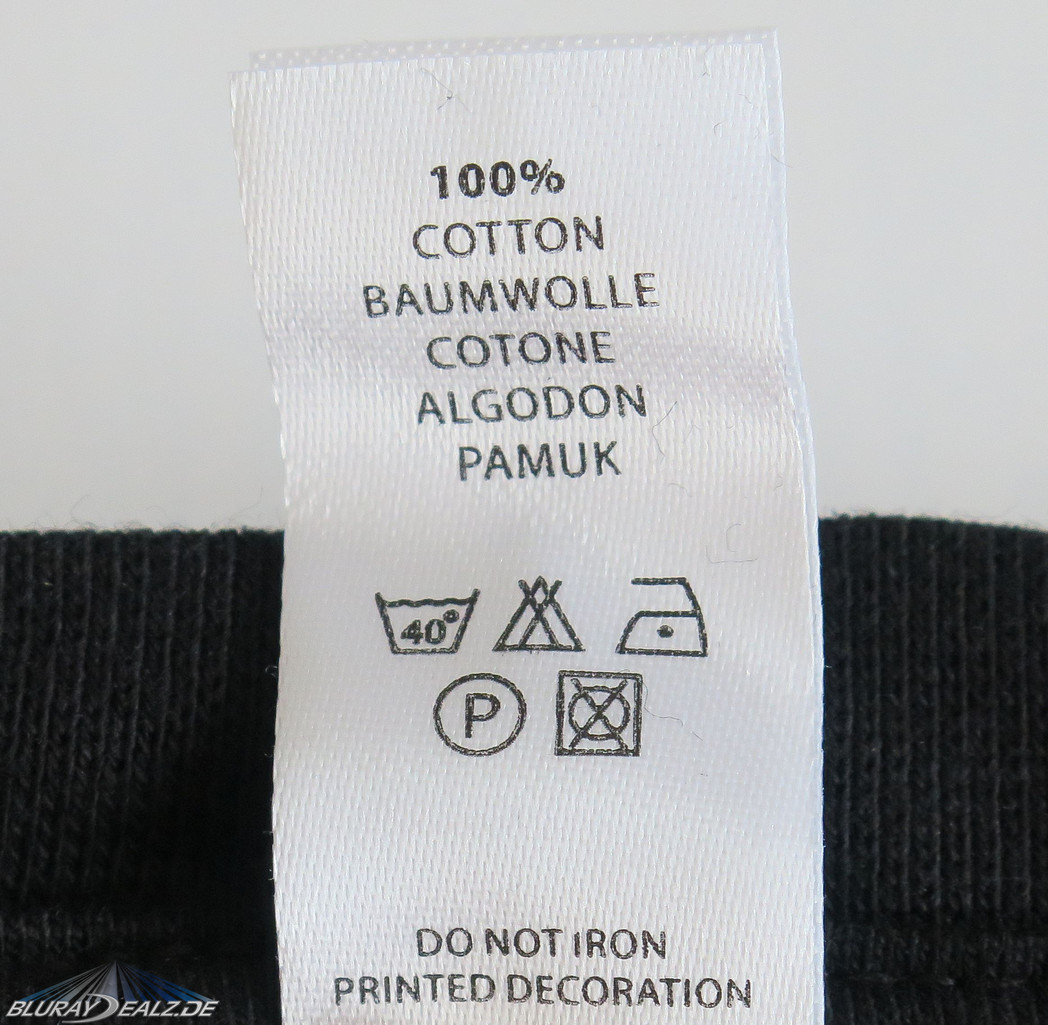 100%
COTTON
BAUMWOLLE
COTONE
ALGODON
PAMUK
40°
P
DO NOT IRON
PRINTED DECORATION
BLURAYDEALZ.DE